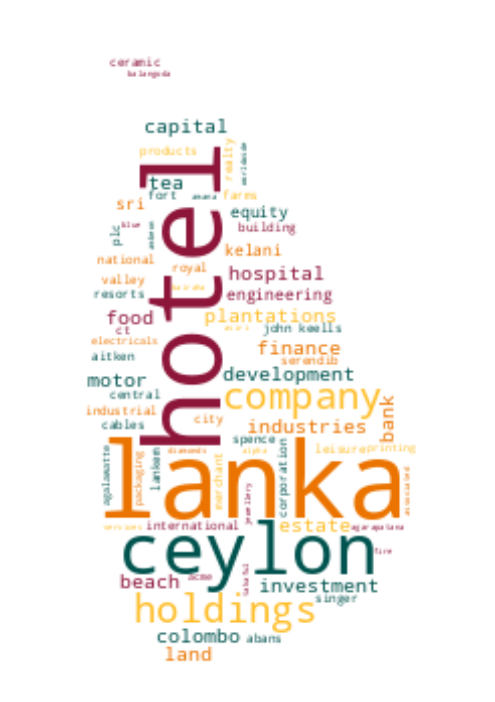 ceramic
balangoda
capital
products
realty
hotel
tea
fort
farms
sri
equity
plc
blue
building
kelani
national
royal
hospital
valley
resorts
engineering
food
plantations
ct
john keells
electricals
finance
aitken
serendib
motor
development
central
company
industrial
city
bank
cables
industries
spence
lanka
diamonds
alpha
leisure
printing
agalawatte
packaging
lankem
merchant
corporation
associated
jewellery
services
international
estate
agarapatana
ceylon
fire
beach
acme
takaful
investment
singer
holdings
colombo
abans
land